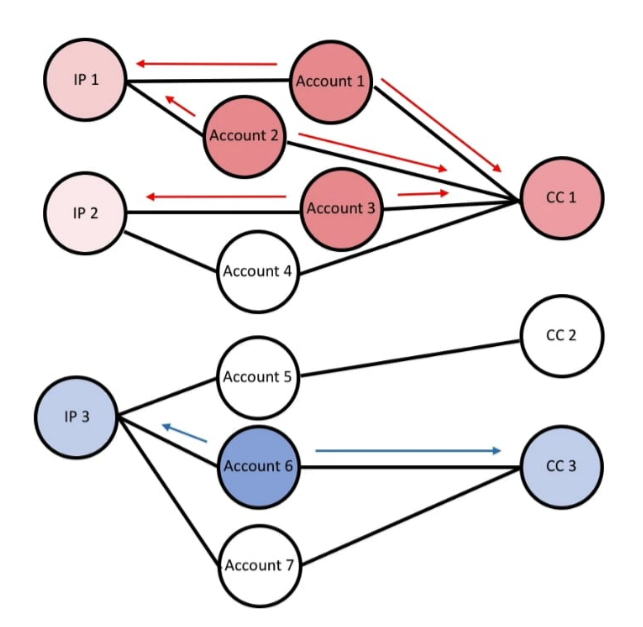 IP 1
Account 1
Account 2
CC 1
IP 2
Account 3
Account 4
CC 2
Account 5
IP 3
Account 6
CC 3
Account 7